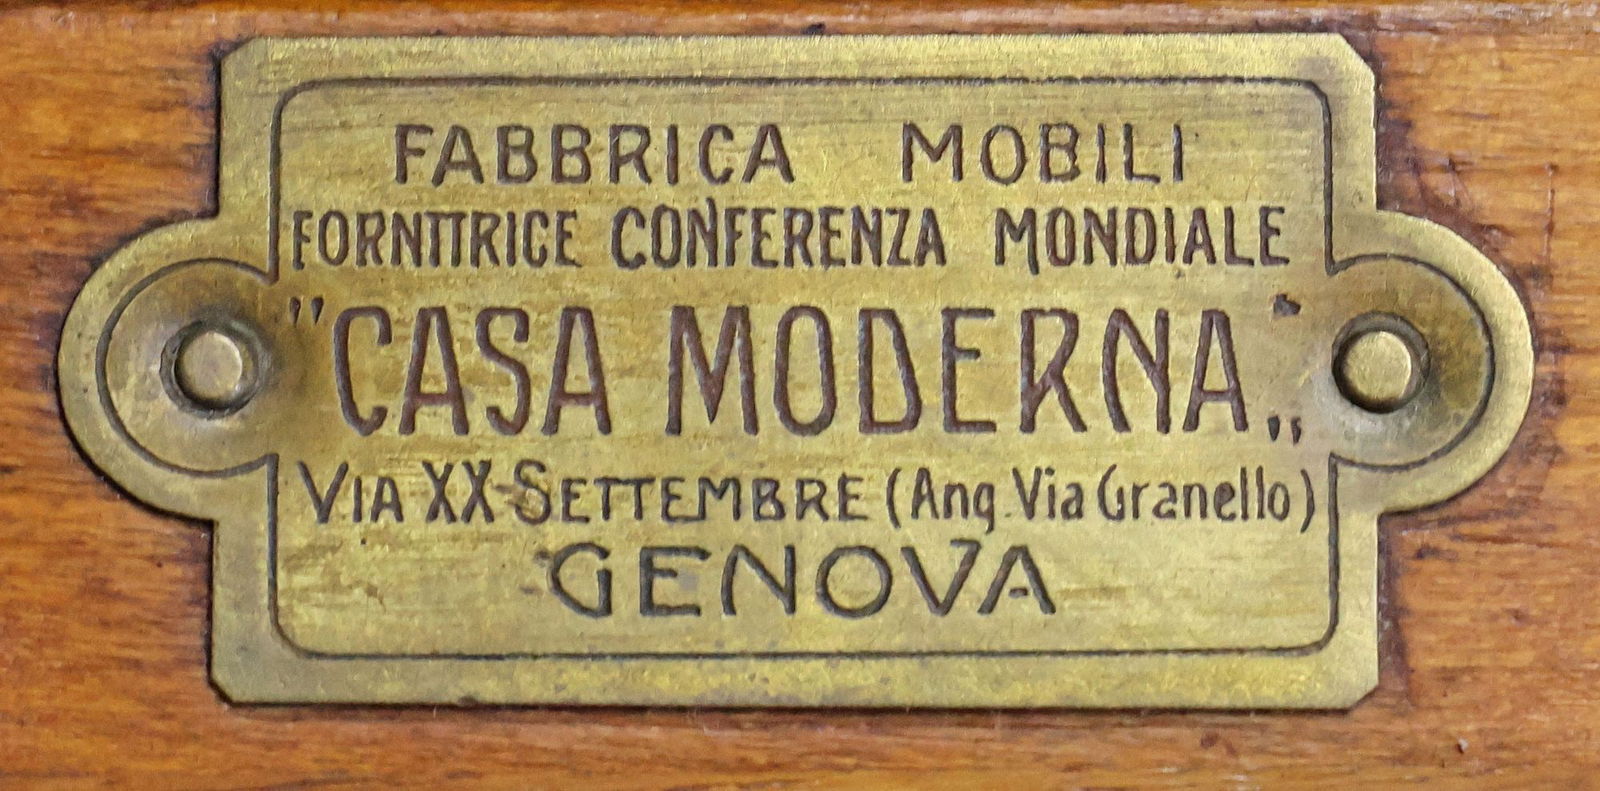 FABBRICA MOBILI
FORNITRICE CONFERENZA MONDIALE
"CASA MODERNA„
VIA XX SETTEMBRE (Ang. Via Granello)
GENOVA